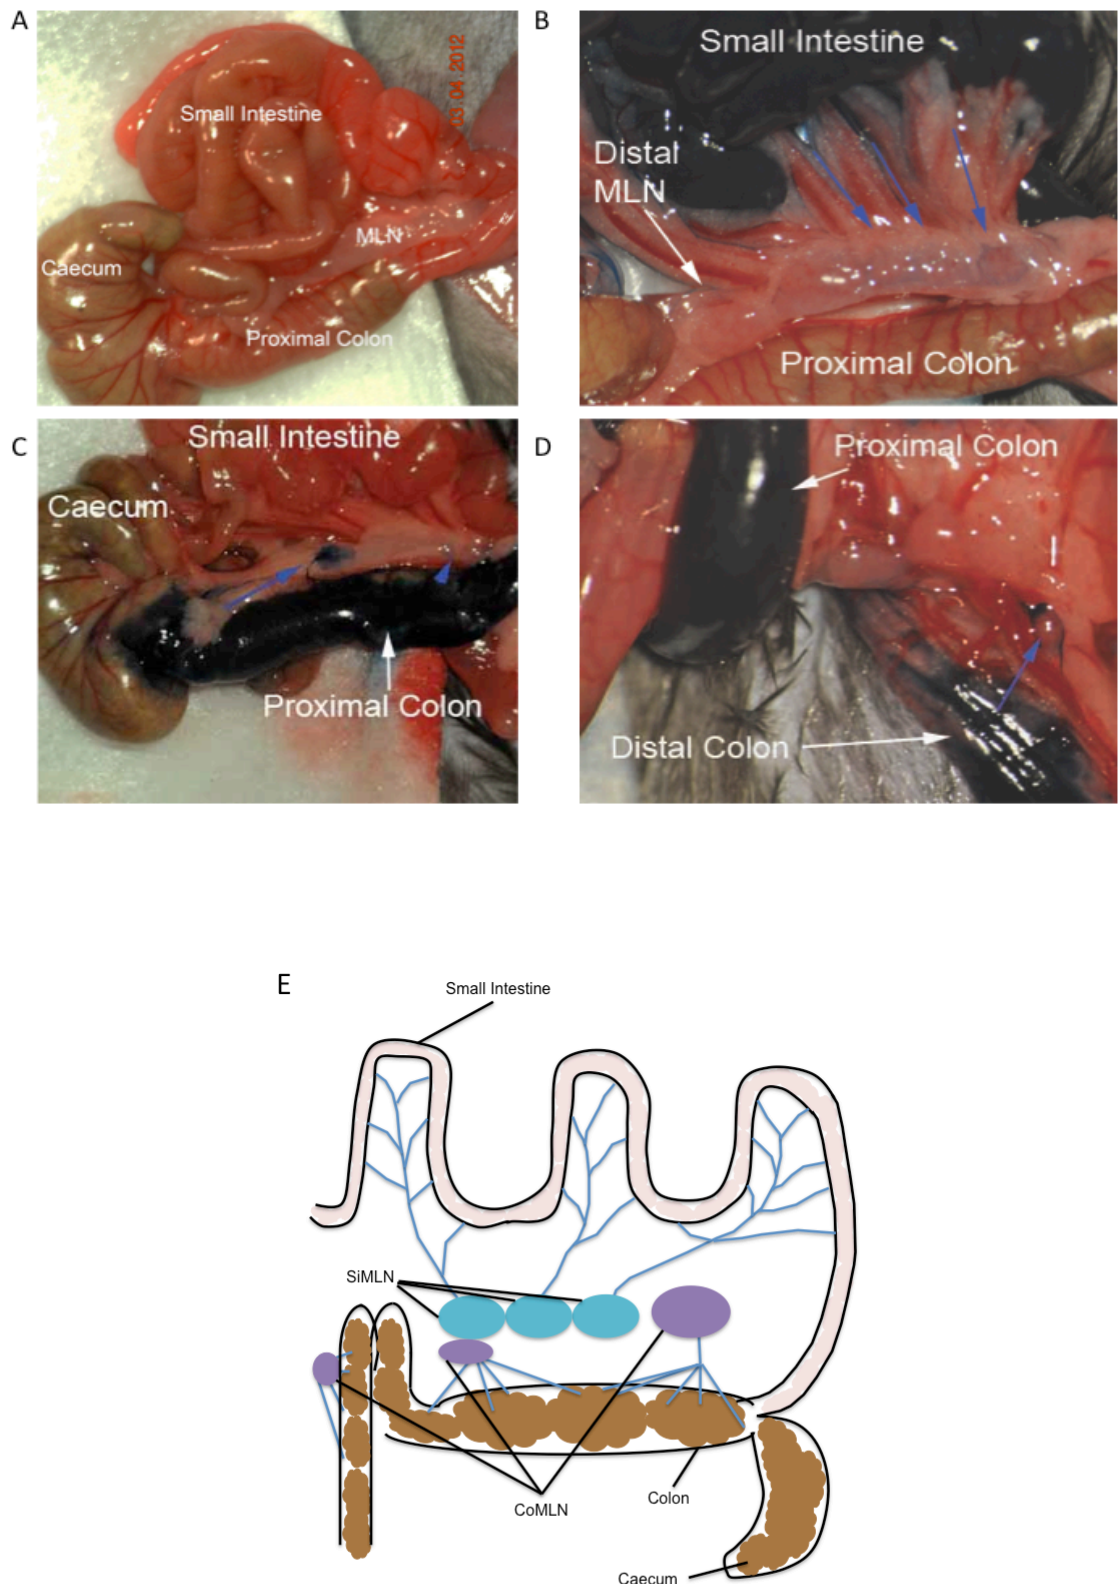 A
03.04.2012
Small Intestine
MLN
Caecum
Proximal Colon
B
Small Intestine
Distal
MLN
Proximal Colon
C
Small Intestine
Caecum
Proximal Colon
D
Proximal Colon
Distal Colon
E
Small Intestine
SiMLN
CoMLN
Colon
Caecum